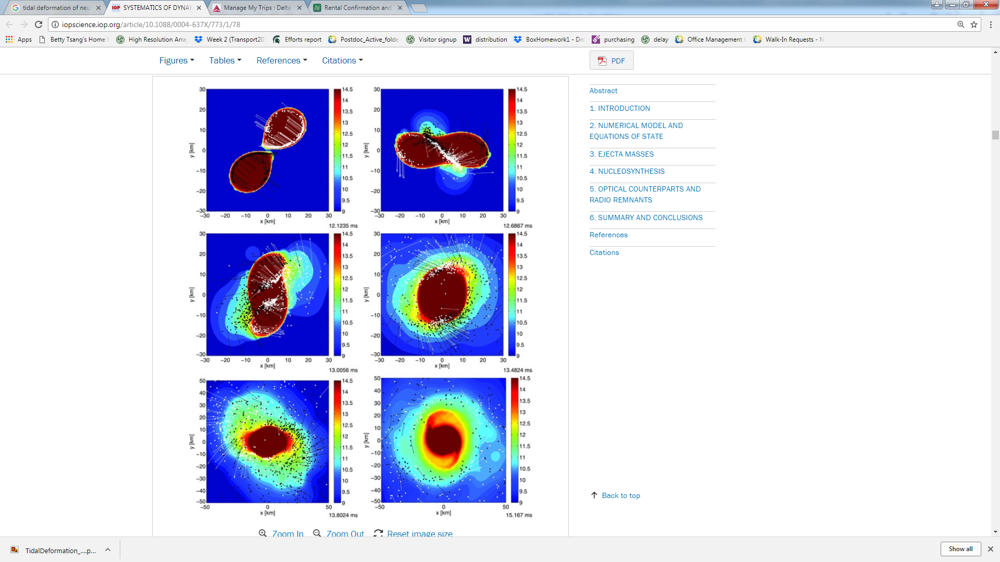 tidal deformation of neu
IOP SYSTEMATICS OF DYNA
Manage My Trips : Delta
Rental Confirmation and
iopscience.iop.org/article/10.1088/0004-637X/773/1/78
Apps
Betty Tsang's Home P
High Resolution Arra
Week 2 (Transport20
Efforts report
Postdoc_Active_folde
Visitor signup
W distribution
BoxHomework1 - Dro
purchasing
delay
Office Management
Walk-In Requests - N
Figures
Tables
References
Citations
PDF
30 20 10 0 −10 −20 −30
y [km]
−30 −20 −10 0 10 20 30
x [km]
14.5 14 13.5 13 12.5 12 11.5 11 10.5 10 9.5 9
12.1235 ms
30 20 10 0 −10 −20 −30
y [km]
−30 −20 −10 0 10 20 30
x [km]
14.5 14 13.5 13 12.5 12 11.5 11 10.5 10 9.5 9
12.6867 ms
30 20 10 0 −10 −20 −30
y [km]
−30 −20 −10 0 10 20 30
x [km]
14.5 14 13.5 13 12.5 12 11.5 11 10.5 10 9.5 9
13.0056 ms
30 20 10 0 −10 −20 −30
y [km]
−30 −20 −10 0 10 20 30
x [km]
14.5 14 13.5 13 12.5 12 11.5 11 10.5 10 9.5 9
13.4824 ms
50 40 30 20 10 0 −10 −20 −30 −40 −50
y [km]
−50 0 50
x [km]
14.5 14 13.5 13 12.5 12 11.5 11 10.5 10 9.5 9
13.8024 ms
50 40 30 20 10 0 −10 −20 −30 −40 −50
y [km]
−50 0 50
x [km]
14.5 14 13.5 13 12.5 12 11.5 11 10.5 10 9.5 9
15.167 ms
Zoom In
Zoom Out
Reset image size
Abstract
1. INTRODUCTION
2. NUMERICAL MODEL AND
EQUATIONS OF STATE
3. EJECTA MASSES
4. NUCLEOSYNTHESIS
5. OPTICAL COUNTERPARTS AND
RADIO REMNANTS
6. SUMMARY AND CONCLUSIONS
References
Citations
Back to top
TidalDeformation_....p...
Show all